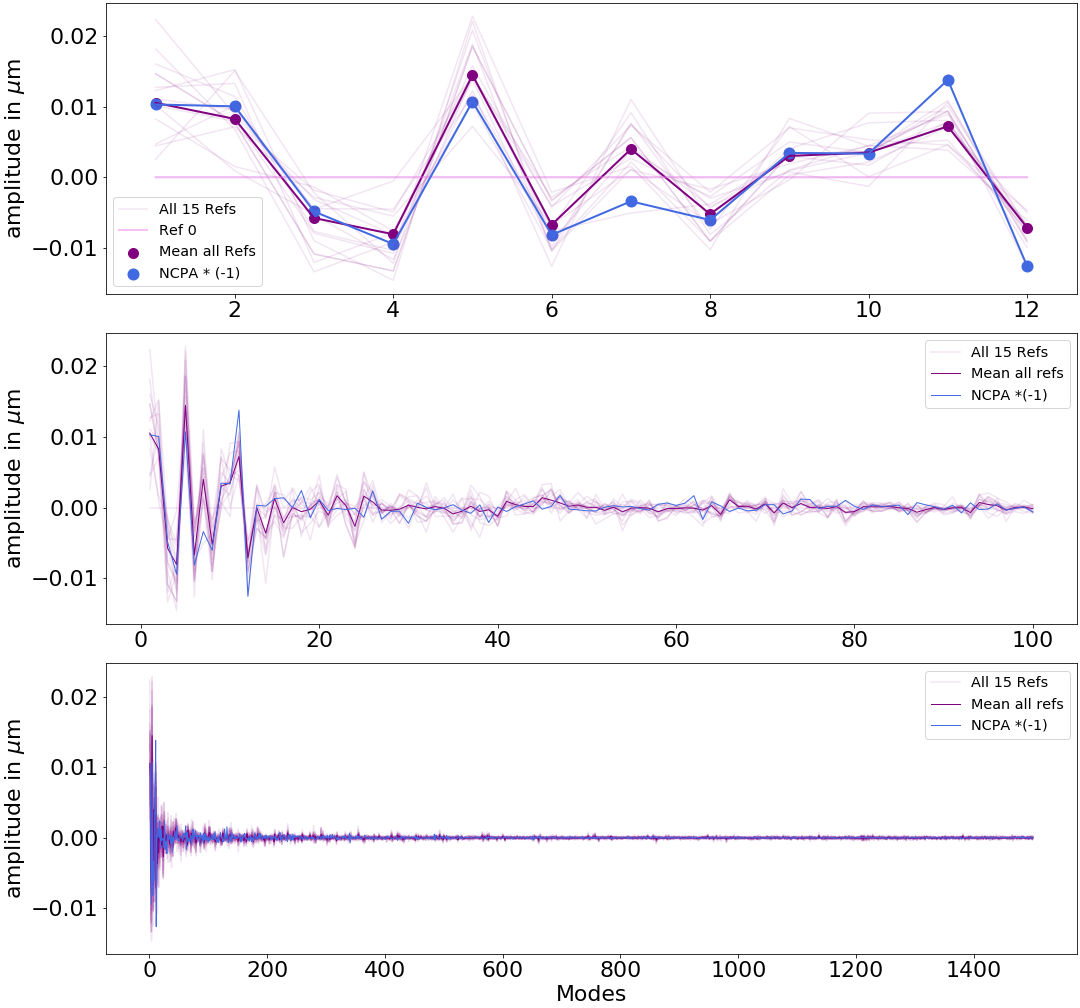 amplitude in μm
0.02
0.01
0.00
−0.01
All 15 Refs
Ref 0
Mean all Refs
NCPA * (-1)
2 4 6 8 10 12
amplitude in μm
0.02
0.01
0.00
−0.01
All 15 Refs
Mean all refs
NCPA *(-1)
0 20 40 60 80 100
amplitude in μm
0.02
0.01
0.00
−0.01
All 15 Refs
Mean all refs
NCPA *(-1)
0 200 400 600 800 1000 1200 1400
Modes